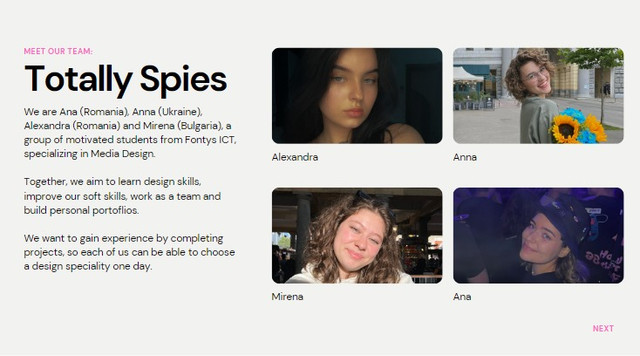 MEET OUR TEAM:
Totally Spies
We are Ana (Romania), Anna (Ukraine),
Alexandra (Romania) and Mirena (Bulgaria), a
group of motivated students from Fontys ICT,
specializing in Media Design.
Together, we aim to learn design skills,
improve our soft skills, work as a team and
build personal portoflios.
We want to gain experience by completing
projects, so each of us can be able to choose
a design speciality one day.
Alexandra
Anna
Mirena
Ana
NEXT